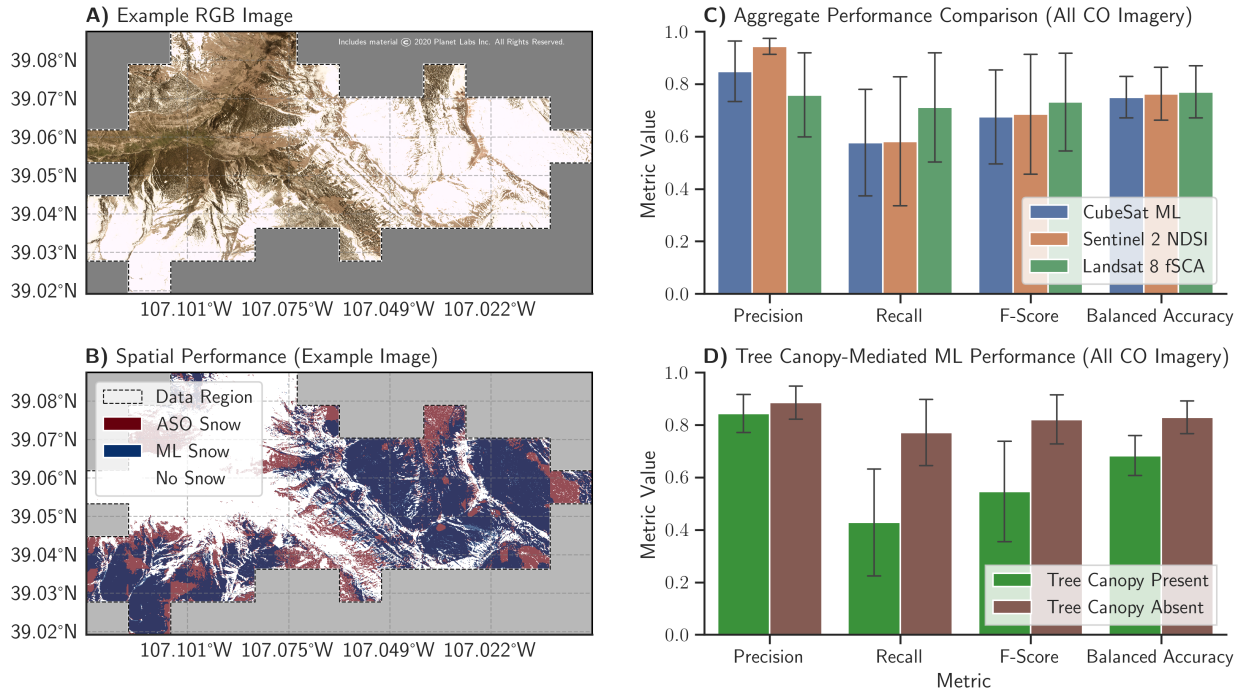 A) Example RGB Image
Includes material © 2020 Planet Labs Inc. All Rights Reserved.
39.08°N
39.07°N
39.06°N
39.05°N
39.04°N
39.03°N
39.02°N
107.101°W 107.075°W 107.049°W 107.022°W
B) Spatial Performance (Example Image)
Data Region
ASO Snow
ML Snow
No Snow
39.08°N
39.07°N
39.06°N
39.05°N
39.04°N
39.03°N
39.02°N
107.101°W 107.075°W 107.049°W 107.022°W
C) Aggregate Performance Comparison (All CO Imagery)
Metric Value
1.0
0.8
0.6
0.4
0.2
0.0
CubeSat ML
Sentinel 2 NDSI
Landsat 8 fSCA
Precision Recall F-Score Balanced Accuracy
D) Tree Canopy-Mediated ML Performance (All CO Imagery)
Metric Value
1.0
0.8
0.6
0.4
0.2
0.0
Tree Canopy Present
Tree Canopy Absent
Precision Recall F-Score Balanced Accuracy
Metric